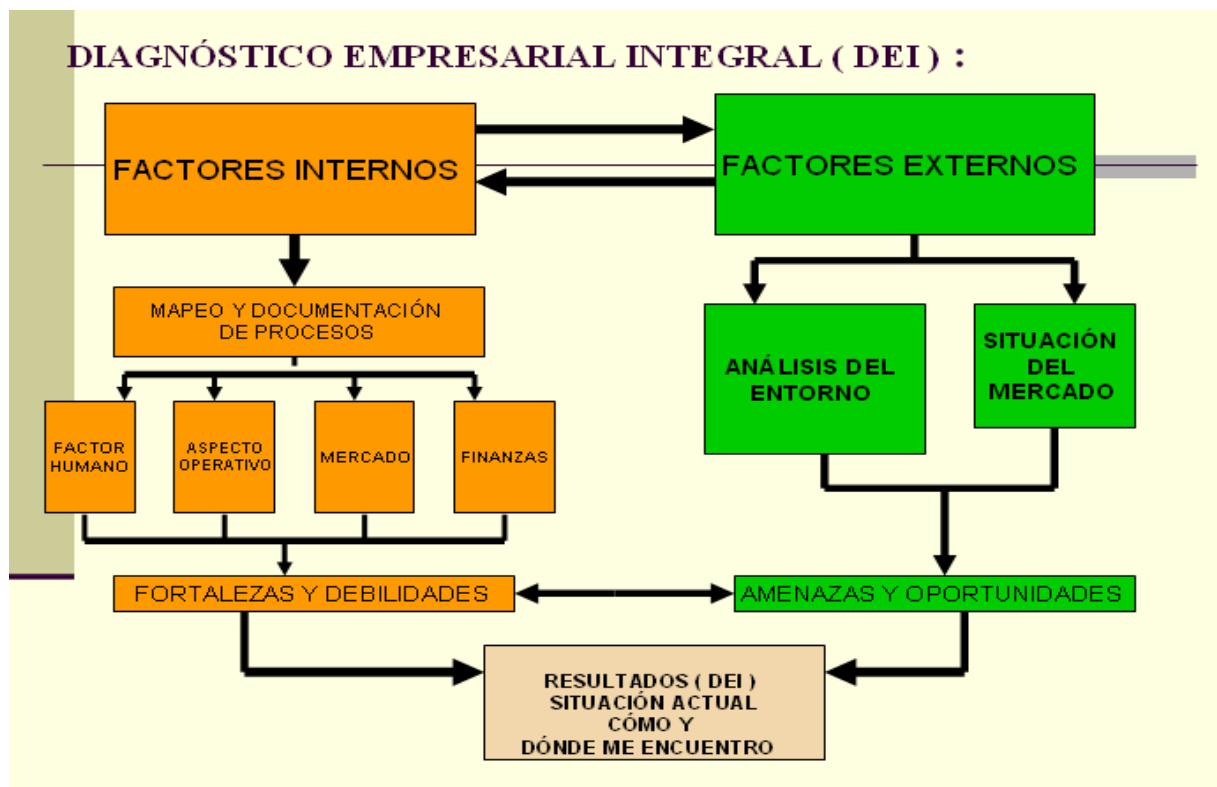 DIAGNÓSTICO EMPRESARIAL INTEGRAL ( DEI ) :
FACTORES INTERNOS
FACTORES EXTERNOS
MAPEO Y DOCUMENTACIÓN
DE PROCESOS
ANÁLISIS DEL
ENTORNO
SITUACIÓN
DEL
MERCADO
FACTOR
HUMANO
ASPECTO
OPERATIVO
MERCADO
FINANZAS
FORTALEZAS Y DEBILIDADES
AMENAZAS Y OPORTUNIDADES
RESULTADOS ( DEI )
SITUACIÓN ACTUAL
CÓMO Y
DÓNDE ME ENCUENTRO